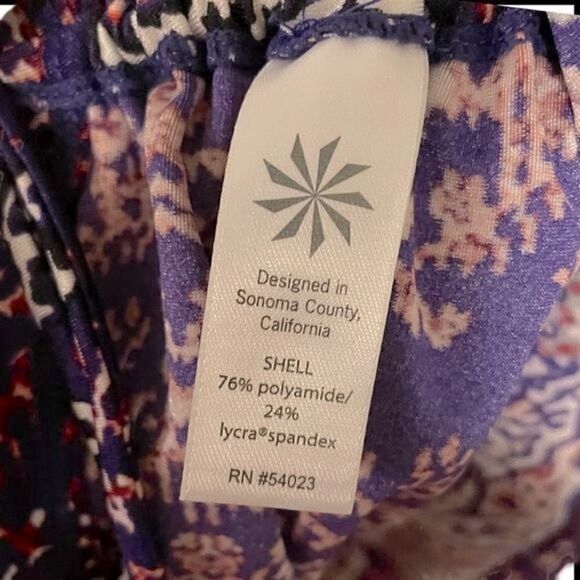 Designed in
Sonoma County,
California
SHELL
76% polyamide/
24%
lycra®spandex
RN #54023